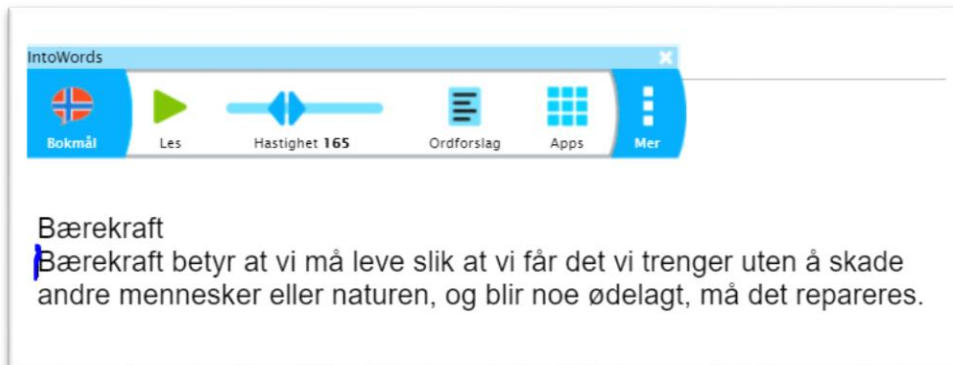 IntoWords
Bokmål Les Hastighet 165 Ordforslag Apps Mer
Bærekraft
Bærekraft betyr at vi må leve slik at vi får det vi trenger uten å skade
andre mennesker eller naturen, og blir noe ødelagt, må det repareres.